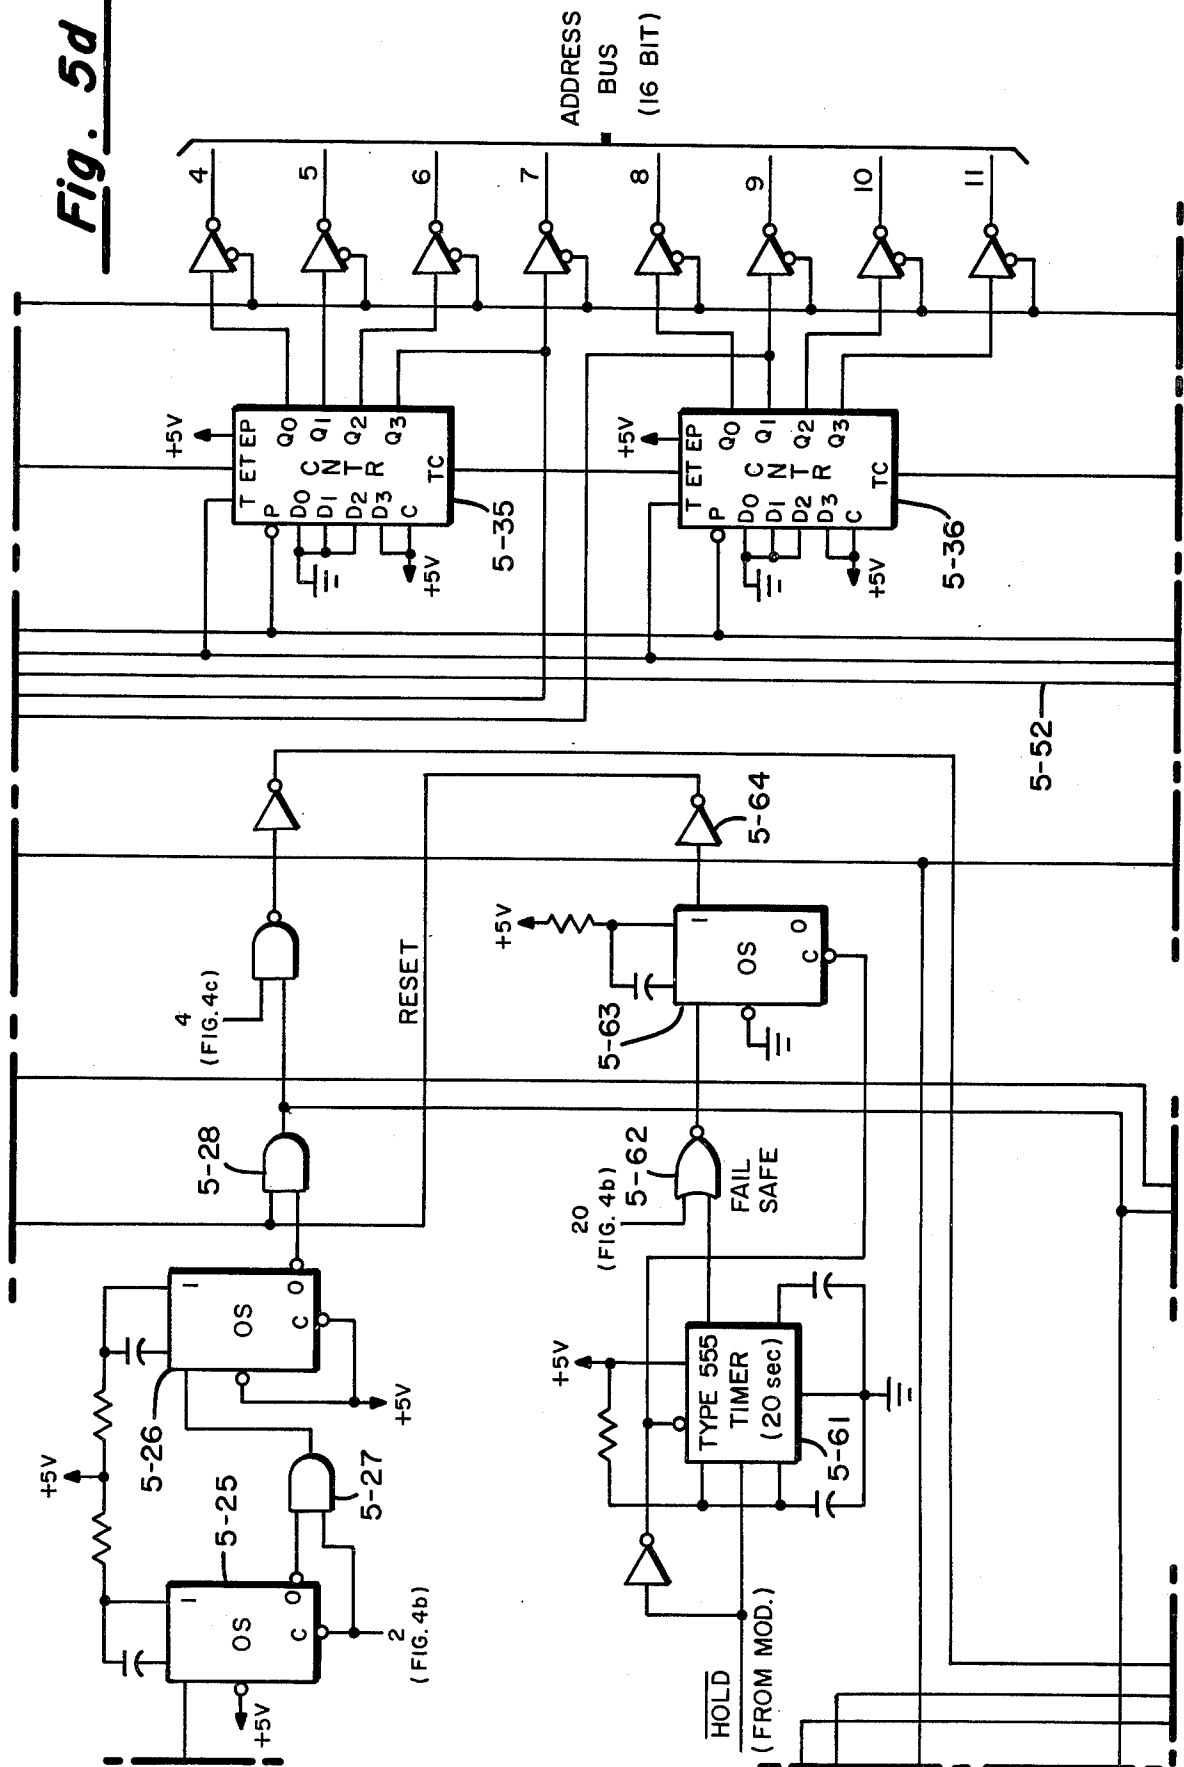 Fig. 5d
ADDRESS
BUS
(16 BIT)
4
5
6
7
8
9
10
11
+5V
T ET EP
P
D0 Q0
D1 C Q1
D2 N Q2
D3 T Q3
C R
TC
+5V
5-35
+5V
T ET EP
P
D0 Q0
D1 C Q1
D2 N Q2
D3 T Q3
C R
TC
+5V
5-36
5-52
4
(FIG. 4c)
RESET
5-28
+5V
1
OS
C O
5-63
5-64
20
(FIG. 4b)
5-62
FAIL
SAFE
+5V
1
OS
C O
+5V
5-26
5-27
5-25
1
OS
C O
+5V
2
(FIG. 4b)
+5V
TYPE 555
TIMER
(20 sec)
5-61
HOLD
(FROM MOD.)